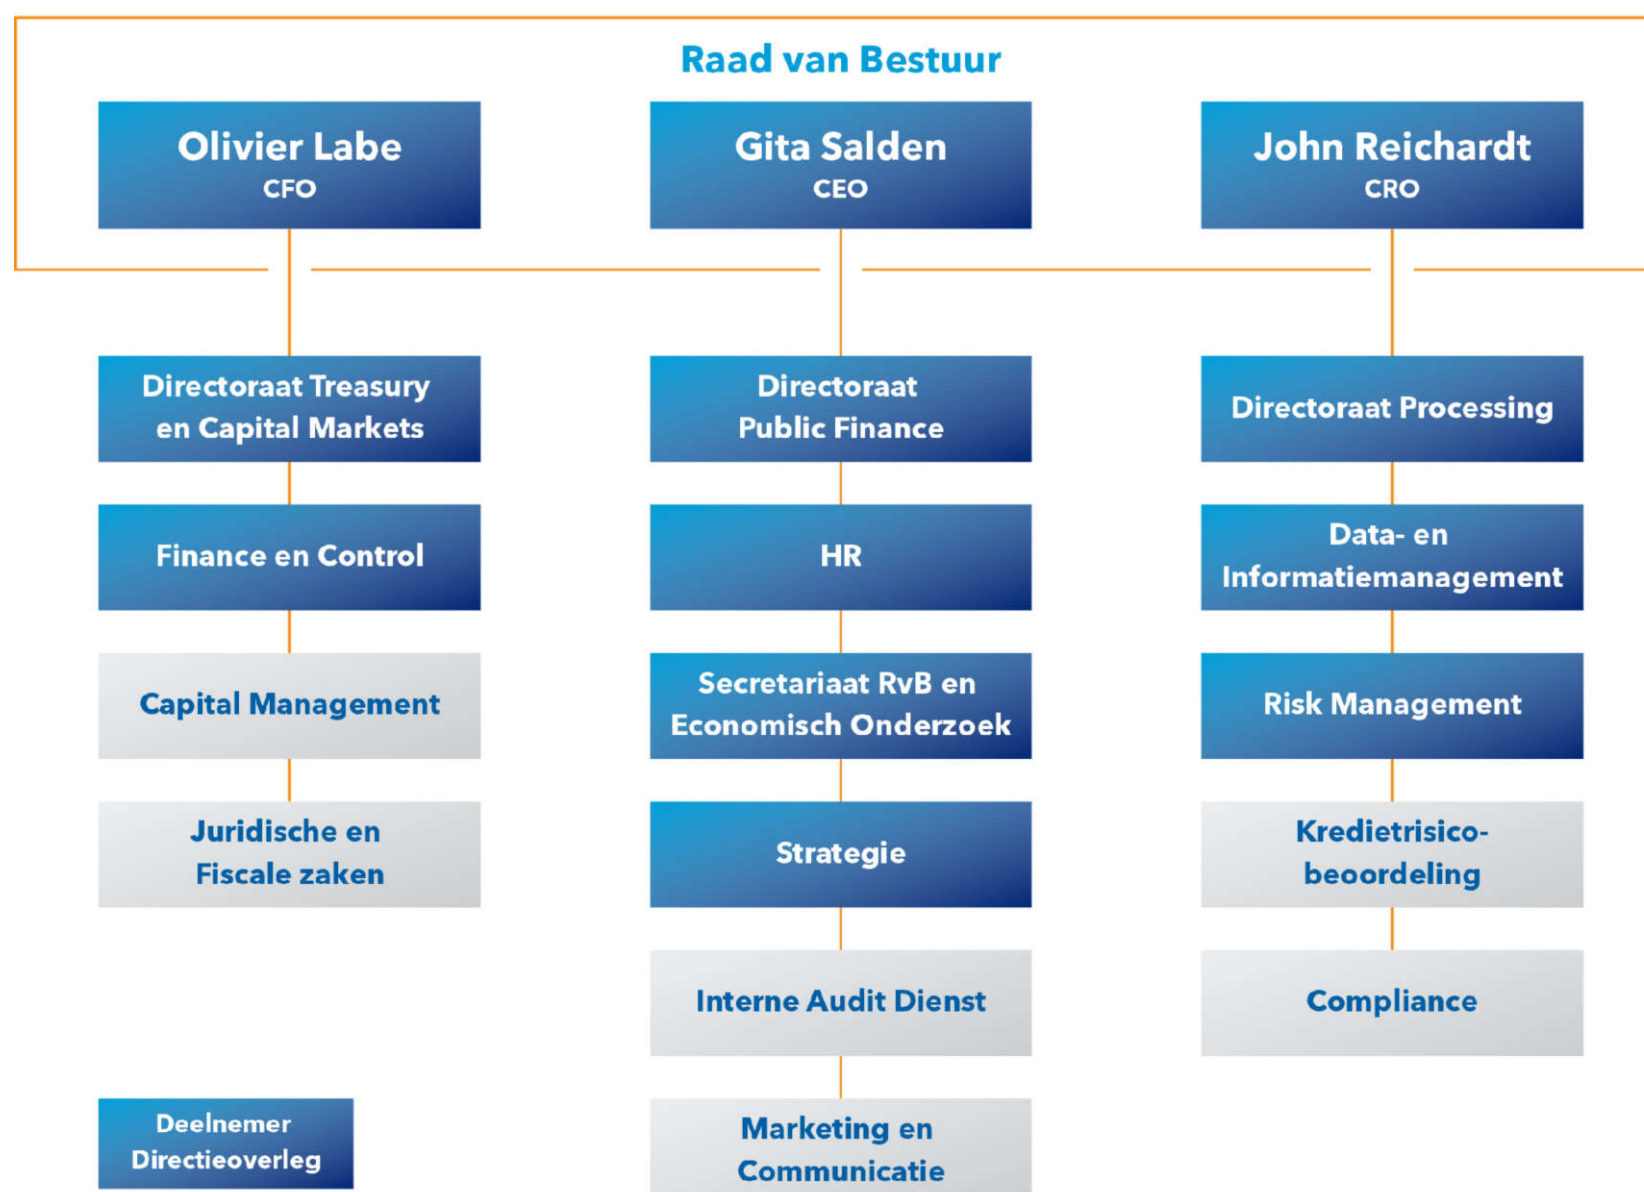 Raad van Bestuur
Olivier Labe
CFO
Gita Salden
CEO
John Reichardt
CRO
Directoraat Treasury
en Capital Markets
Finance en Control
Capital Management
Juridische en
Fiscale zaken
Directoraat
Public Finance
HR
Secretariaat RvB en
Economisch Onderzoek
Strategie
Interne Audit Dienst
Marketing en
Communicatie
Directoraat Processing
Data- en
Informatiemanagement
Risk Management
Kredietrisico-
beoordeling
Compliance
Deelnemer
Directieoverleg